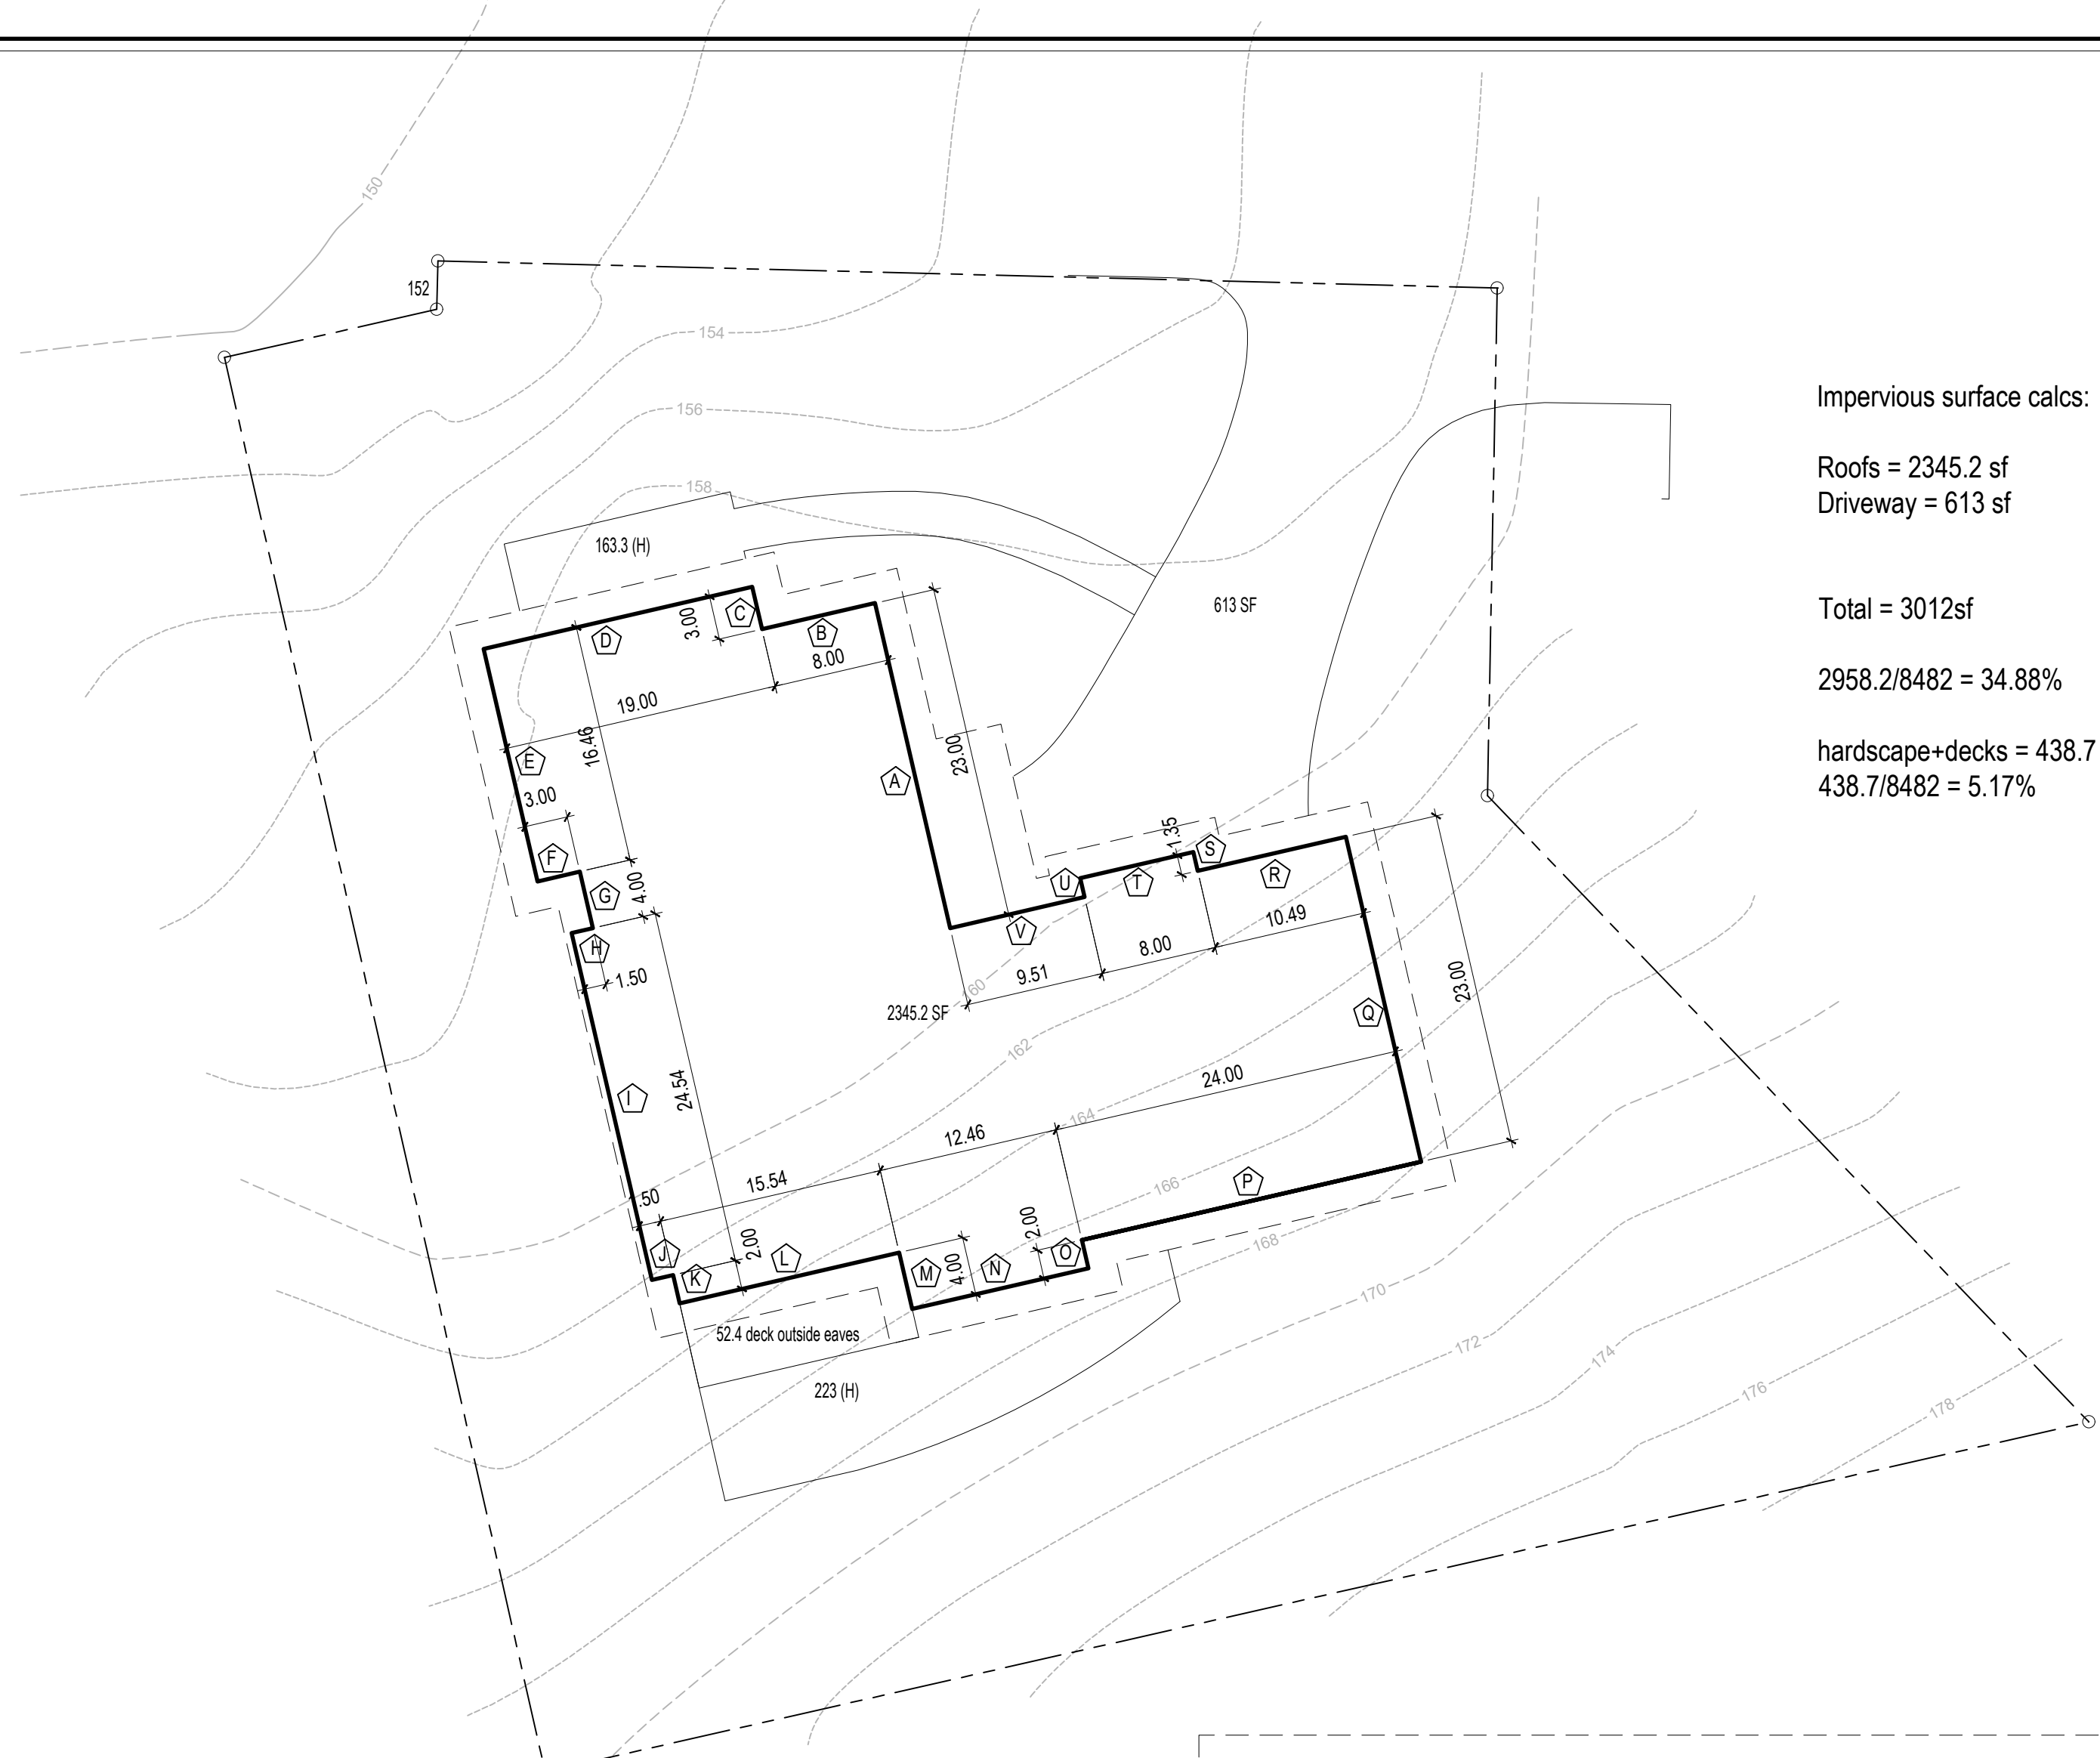 150
152
154
156
158
163.3 (H)
613 SF
C
D
3.00
B
8.00
19.00
16.46
E
3.00
A
23.00
F
G
4.00
H
1.50
1.35
S
U
T
R
V
10.49
8.00
9.51
160
2345.2 SF
162
Q
23.00
I
24.54
24.00
164
12.46
15.54
166
P
.50
2.00
J
K
L
M
4.00
N
2.00
O
168
170
52.4 deck outside eaves
223 (H)
172
174
176
178
Impervious surface calcs:
Roofs = 2345.2 sf
Driveway = 613 sf
Total = 3012sf
2958.2/8482 = 34.88%
hardscape+decks = 438.7
438.7/8482 = 5.17%